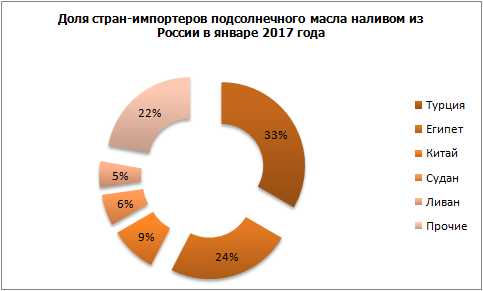 Доля стран-импортеров подсолнечного масла наливом из
России в январе 2017 года
33%
24%
9%
6%
5%
22%
Турция
Египет
Китай
Судан
Ливан
Прочие